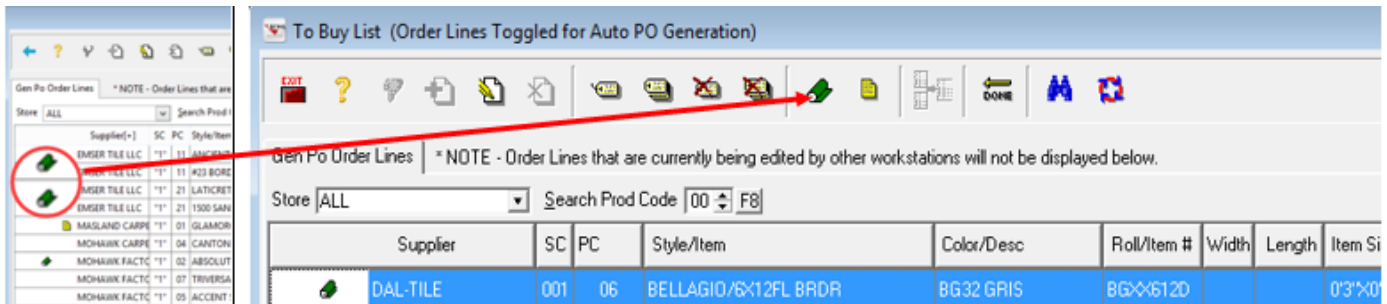 Gen Po Order Lines * NOTE - Order Lines that are
Store ALL Search Prod
Supplier[+] SC PC Style/Item
EMSER TILE LLC "1" 11 ANCIENT
EMSER TILE LLC "1" 11 #23 BORD
EMSER TILE LLC "1" 21 LATICRET
EMSER TILE LLC "1" 21 1500 SAN
MASLAND CARPE "1" 01 GLAMOR
MOHAWK CARPE "1" 04 CANTON
MOHAWK FACTO "1" 02 ABSOLUT
MOHAWK FACTO "1" 07 TRIVERSA
MOHAWK FACTO "1" 05 ACCENT
To Buy List (Order Lines Toggled for Auto PO Generation)
EXIT
DONE
Gen Po Order Lines * NOTE - Order Lines that are currently being edited by other workstations will not be displayed below.
Store ALL Search Prod Code 00 F8
Supplier SC PC Style/Item Color/Desc Roll/Item # Width Length Item Si
DAL-TILE 001 06 BELLAGIO/6X12FL BRDR BG32 GRIS BGXX612D 0'3"X0'